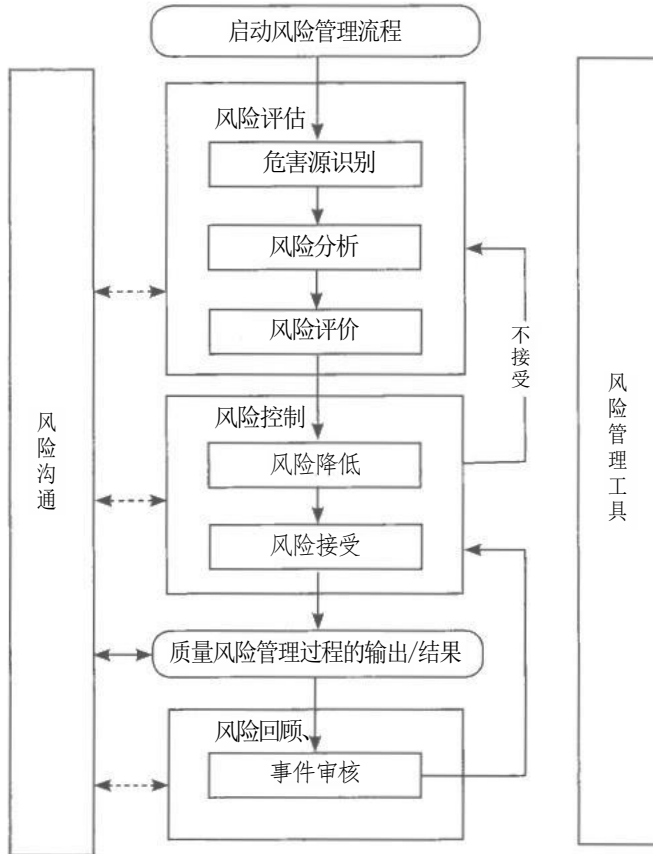 启动风险管理流程
风险评估
危害源识别
风险分析
风险评价
不接受
风险控制
风险降低
风险接受
风险沟通
风险管理工具
质量风险管理过程的输出/结果
风险回顾、
事件审核